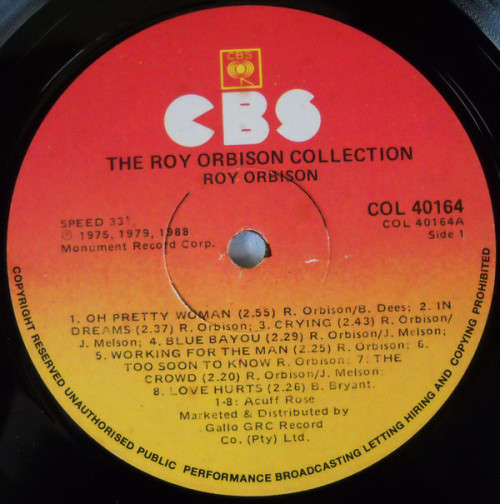 CBS
CBS
THE ROY ORBISON COLLECTION
ROY ORBISON
SPEED 33⅓
℗ 1975, 1979, 1988
Monument Record Corp.
COL 40164
COL 40164A
Side 1
1. OH PRETTY WOMAN (2.55) R. Orbison/B. Dees; 2. IN
DREAMS (2.37) R. Orbison; 3. CRYING (2.43) R. Orbison/
J. Melson; 4. BLUE BAYOU (2.29) R. Orbison/J. Melson;
5. WORKING FOR THE MAN (2.25) R. Orbison; 6.
TOO SOON TO KNOW R. Orbison; 7. THE
CROWD (2.20) R. Orbison/J. Melson;
8. LOVE HURTS (2.26) B. Bryant.
1-8: Acuff Rose
Marketed & Distributed by
Gallo GRC Record
Co. (Pty) Ltd.
COPYRIGHT RESERVED UNAUTHORISED PUBLIC PERFORMANCE BROADCASTING LETTING HIRING AND COPYING PROHIBITED